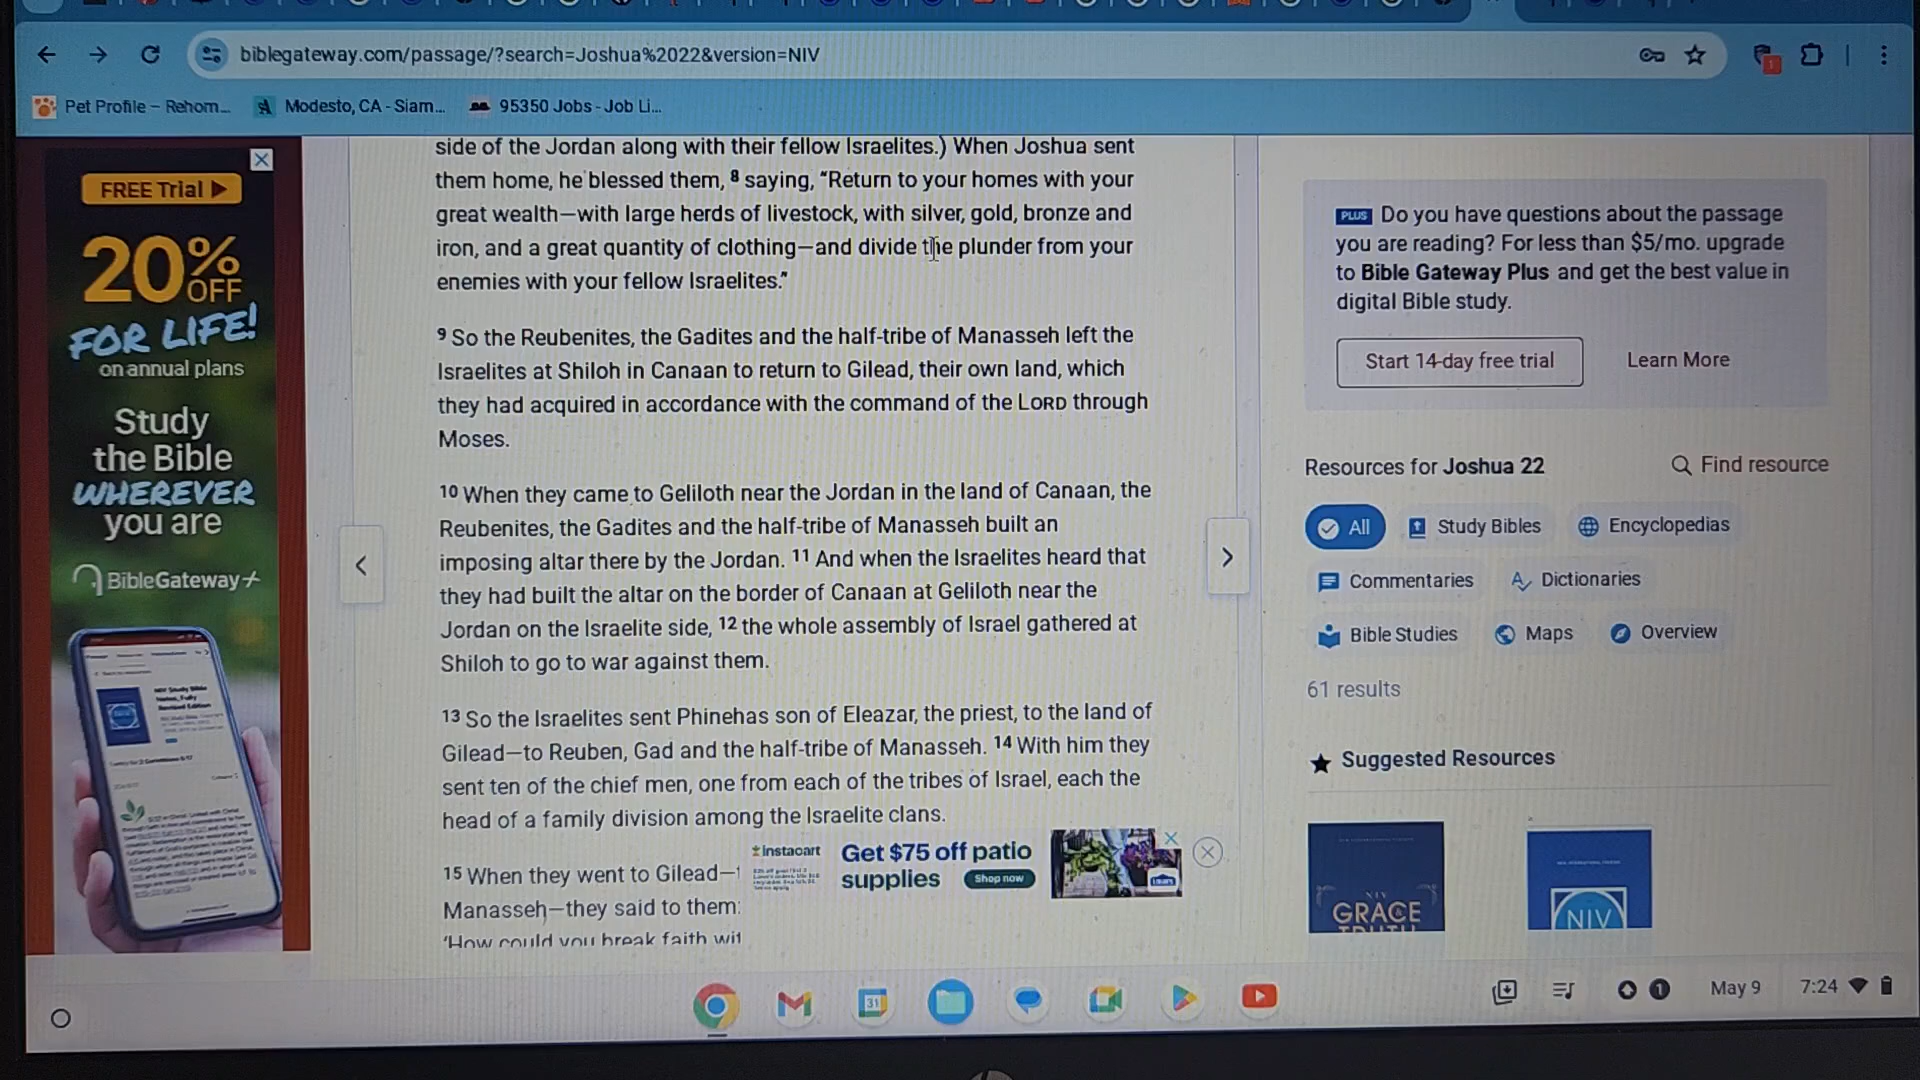 biblegateway.com/passage/?search=Joshua%2022&version=NIV
1
Pet Profile – Rehom...
Modesto, CA - Siam...
95350 Jobs - Job Li...
FREE Trial
20% OFF
FOR LIFE!
on annual plans
Study
the Bible
WHEREVER
you are
BibleGateway+
side of the Jordan along with their fellow Israelites.) When Joshua sent
them home, he blessed them, 8 saying, “Return to your homes with your
great wealth—with large herds of livestock, with silver, gold, bronze and
iron, and a great quantity of clothing—and divide the plunder from your
enemies with your fellow Israelites.”
9 So the Reubenites, the Gadites and the half-tribe of Manasseh left the
Israelites at Shiloh in Canaan to return to Gilead, their own land, which
they had acquired in accordance with the command of the LORD through
Moses.
10 When they came to Geliloth near the Jordan in the land of Canaan, the
Reubenites, the Gadites and the half-tribe of Manasseh built an
imposing altar there by the Jordan. 11 And when the Israelites heard that
they had built the altar on the border of Canaan at Geliloth near the
Jordan on the Israelite side, 12 the whole assembly of Israel gathered at
Shiloh to go to war against them.
13 So the Israelites sent Phinehas son of Eleazar, the priest, to the land of
Gilead—to Reuben, Gad and the half-tribe of Manasseh. 14 With him they
sent ten of the chief men, one from each of the tribes of Israel, each the
head of a family division among the Israelite clans.
15 When they went to Gilead—
Manasseh—they said to them:
‘How could you break faith wit
instacart
Get $75 off patio
supplies
Shop now
PLUS Do you have questions about the passage
you are reading? For less than $5/mo. upgrade
to Bible Gateway Plus and get the best value in
digital Bible study.
Start 14-day free trial
Learn More
Resources for Joshua 22
Find resource
All
Study Bibles
Encyclopedias
Commentaries
Dictionaries
Bible Studies
Maps
Overview
61 results
Suggested Resources
NIV
GRACE
TRUTH
NIV
31
1
May 9
7:24